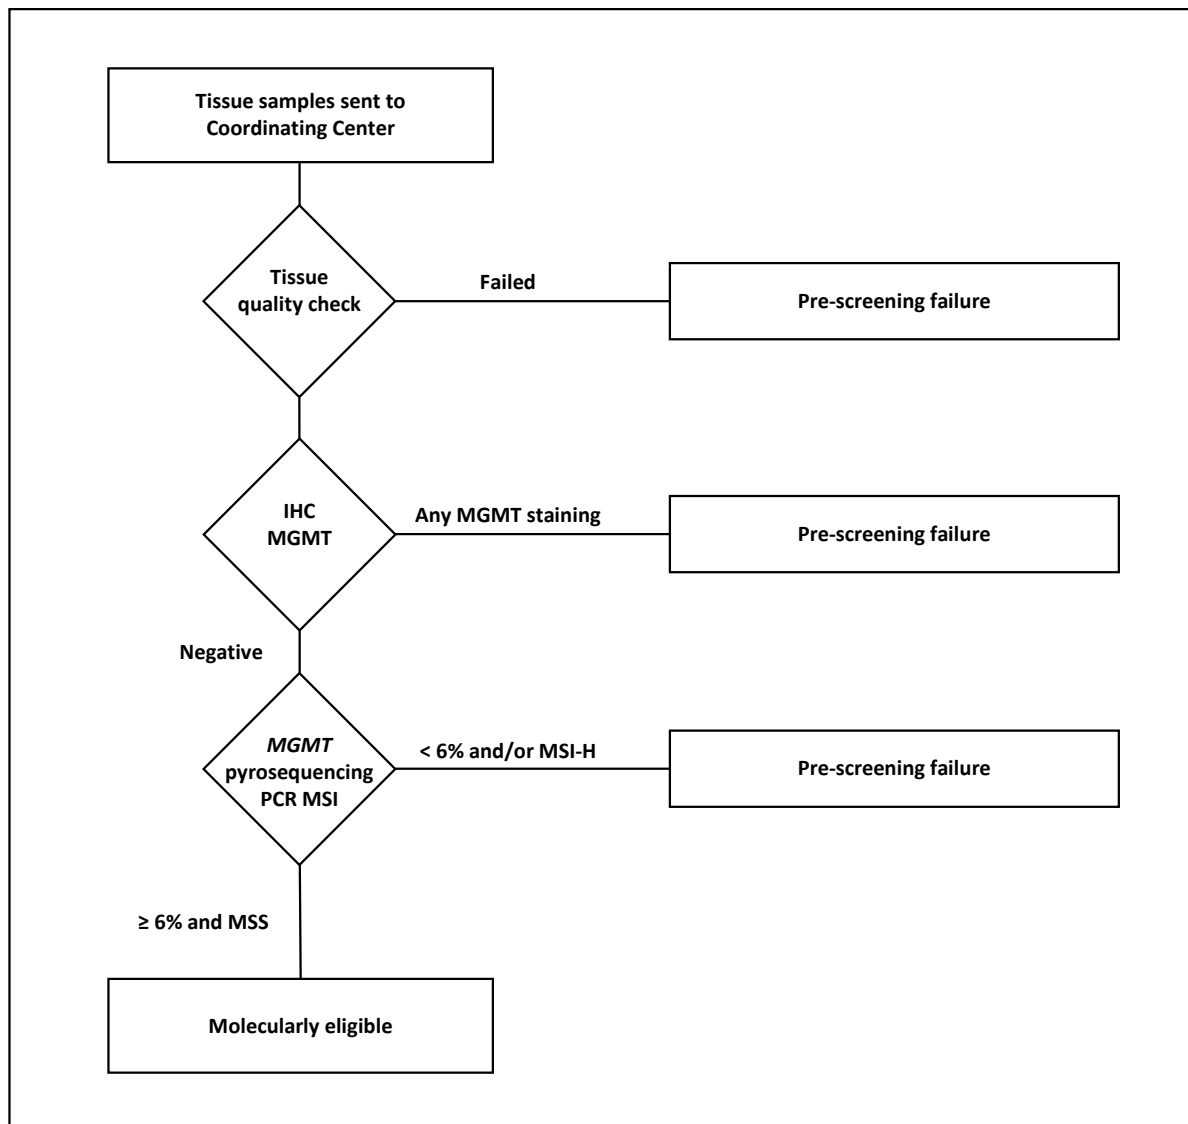 Tissue samples sent to
Coordinating Center
Tissue
quality check
Failed
Pre-screening failure
IHC
MGMT
Any MGMT staining
Pre-screening failure
Negative
MGMT
pyrosequencing
PCR MSI
< 6% and/or MSI-H
Pre-screening failure
≥ 6% and MSS
Molecularly eligible